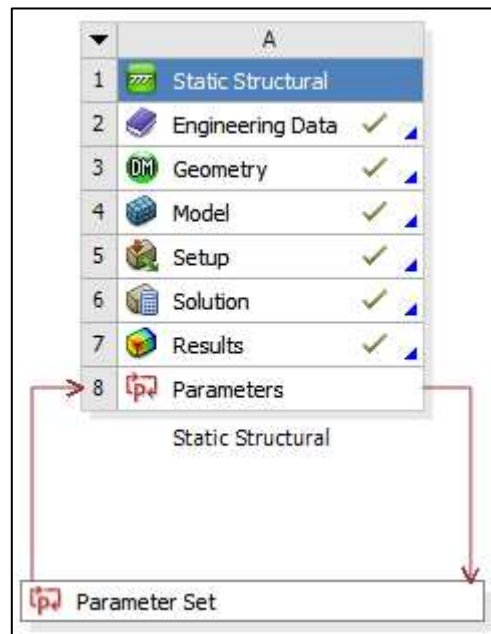 A
1 Static Structural
2 Engineering Data
3 DM Geometry
4 Model
5 Setup
6 Solution
7 Results
8 p Parameters
Static Structural
p Parameter Set